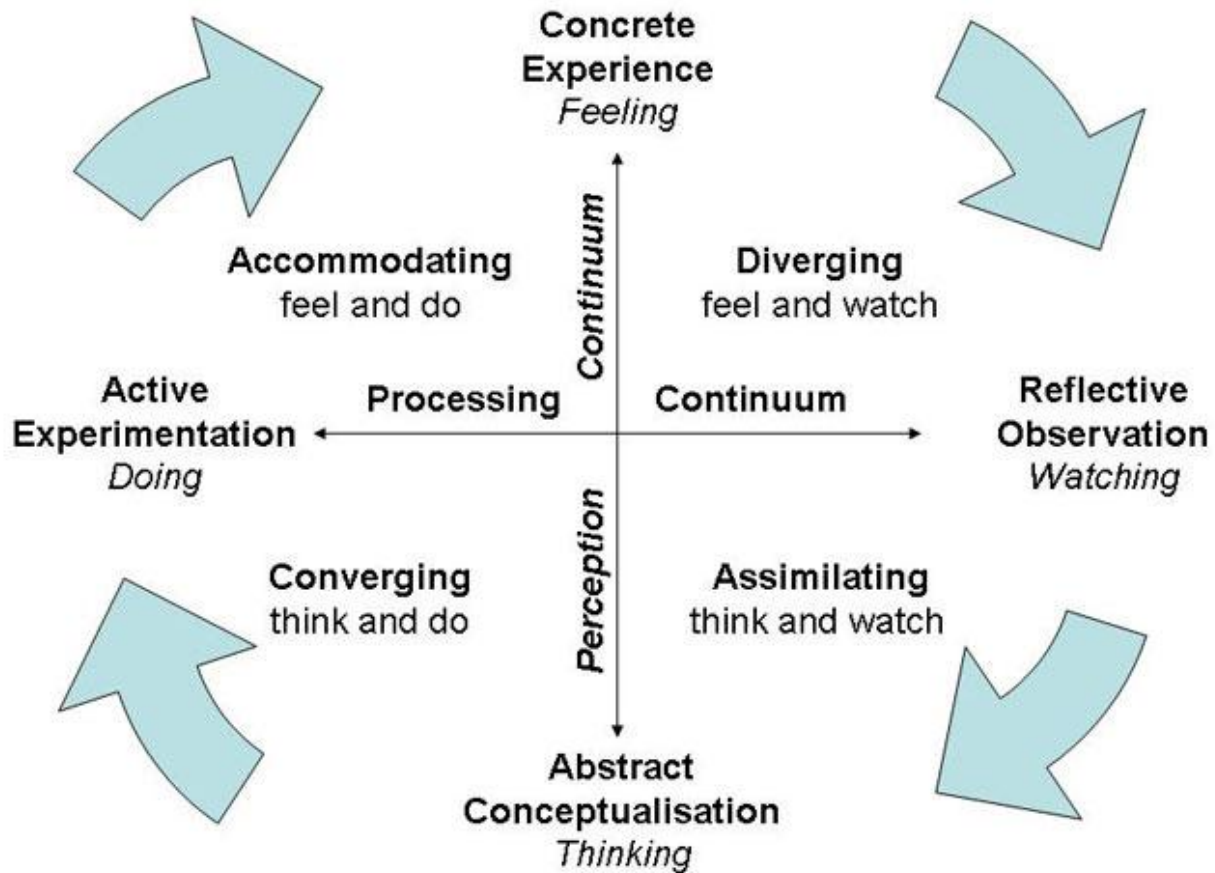 Concrete
Experience
Feeling
Accommodating
feel and do
Continuum
Diverging
feel and watch
Active
Experimentation
Doing
Processing
Continuum
Reflective
Observation
Watching
Converging
think and do
Perception
Assimilating
think and watch
Abstract
Conceptualisation
Thinking